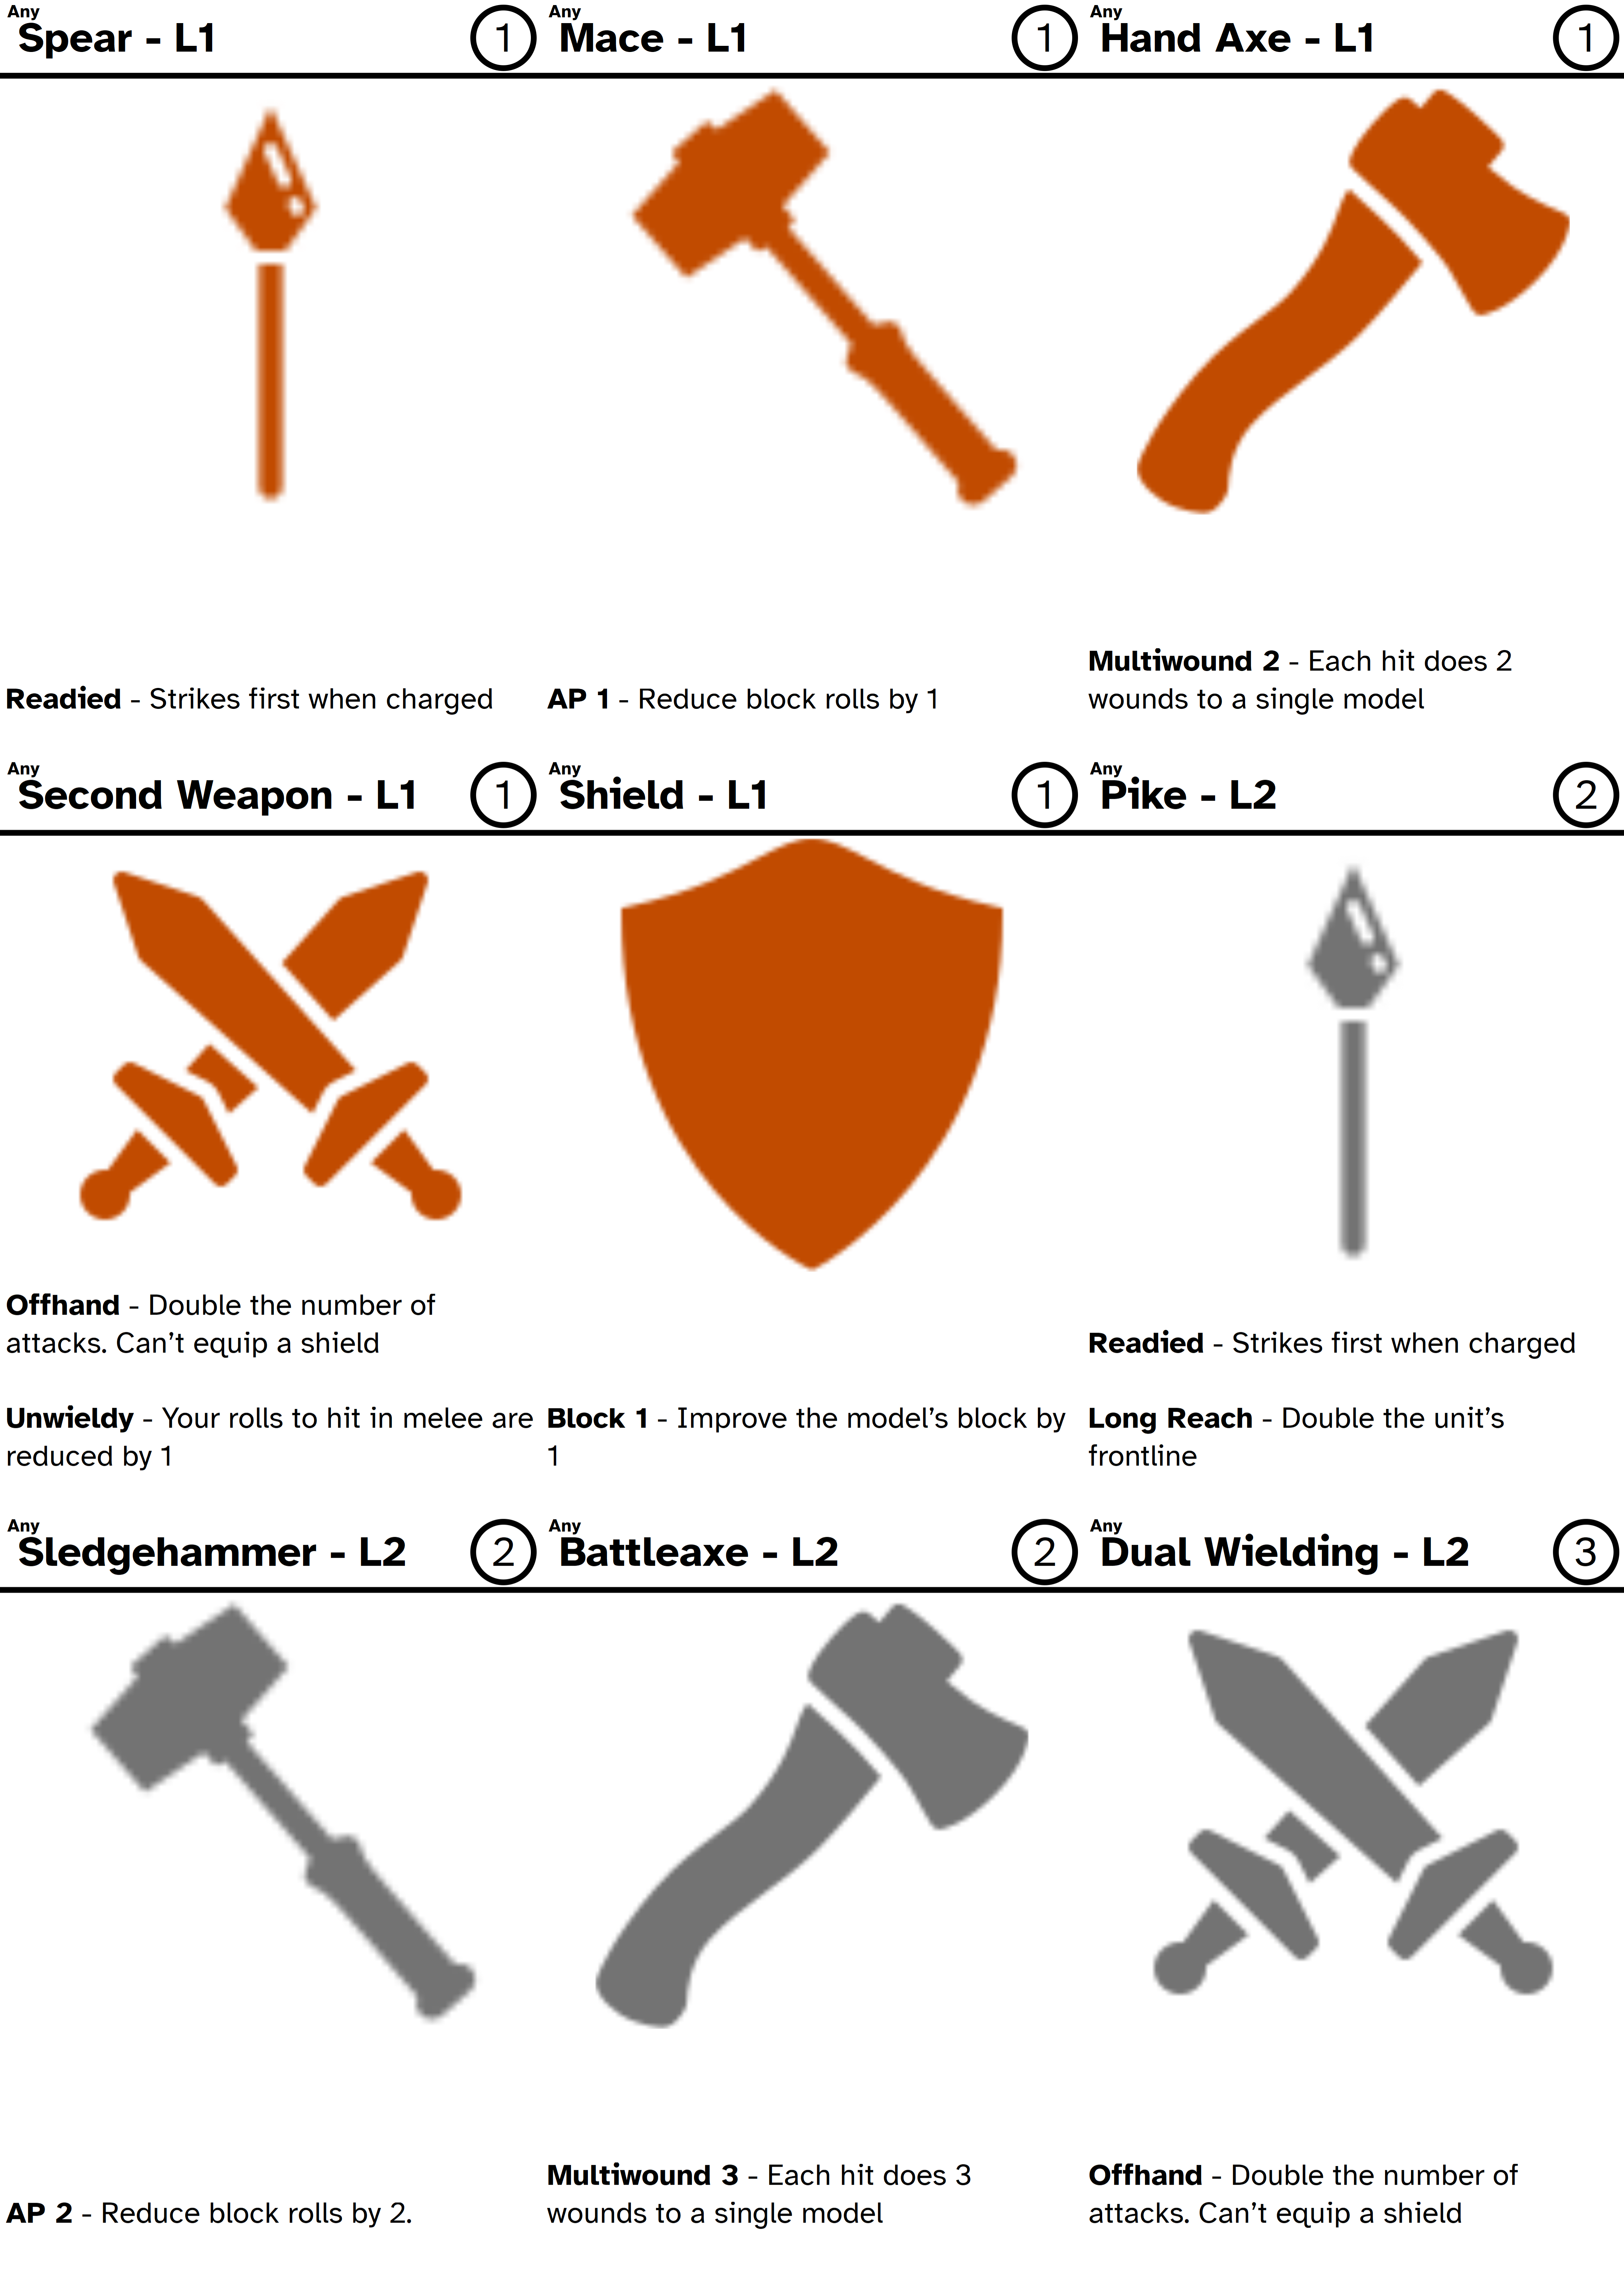 Any
Spear - L1
1
Any
Mace - L1
1
Any
Hand Axe - L1
1
Readied - Strikes first when charged
AP 1 - Reduce block rolls by 1
Multiwound 2 - Each hit does 2
wounds to a single model
Any
Second Weapon - L1
1
Any
Shield - L1
1
Any
Pike - L2
2
Offhand - Double the number of
attacks. Can’t equip a shield
Unwieldy - Your rolls to hit in melee are
reduced by 1
Block 1 - Improve the model’s block by
1
Readied - Strikes first when charged
Long Reach - Double the unit’s
frontline
Any
Sledgehammer - L2
2
Any
Battleaxe - L2
2
Any
Dual Wielding - L2
3
AP 2 - Reduce block rolls by 2.
Multiwound 3 - Each hit does 3
wounds to a single model
Offhand - Double the number of
attacks. Can’t equip a shield